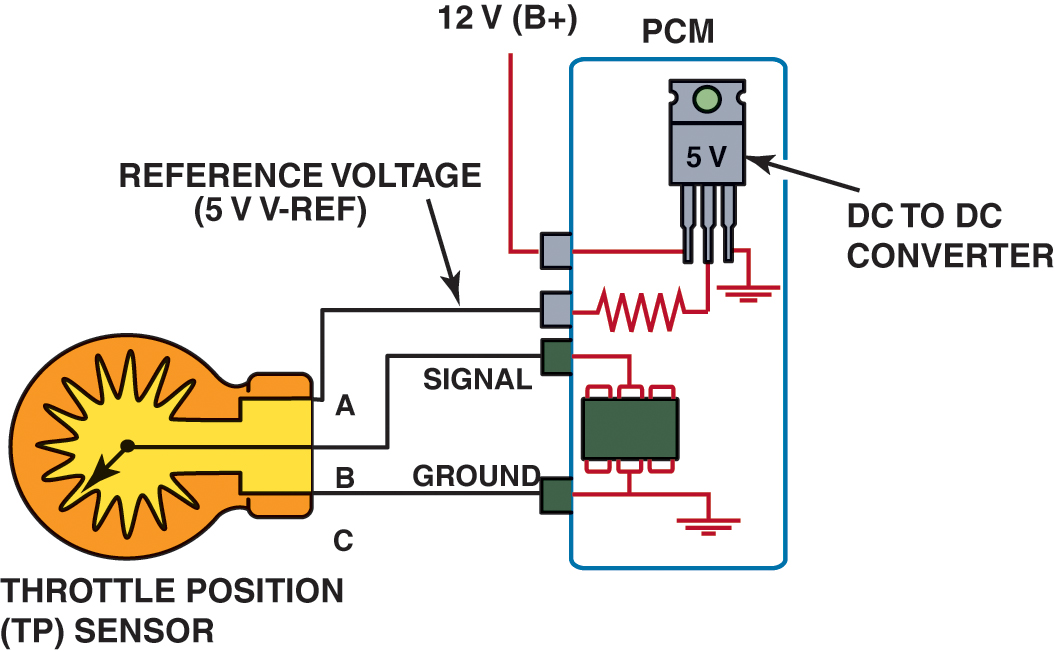 12 V (B+)
PCM
5 V
REFERENCE VOLTAGE
(5 V V-REF)
DC TO DC
CONVERTER
SIGNAL
A
B
GROUND
C
THROTTLE POSITION
(TP) SENSOR